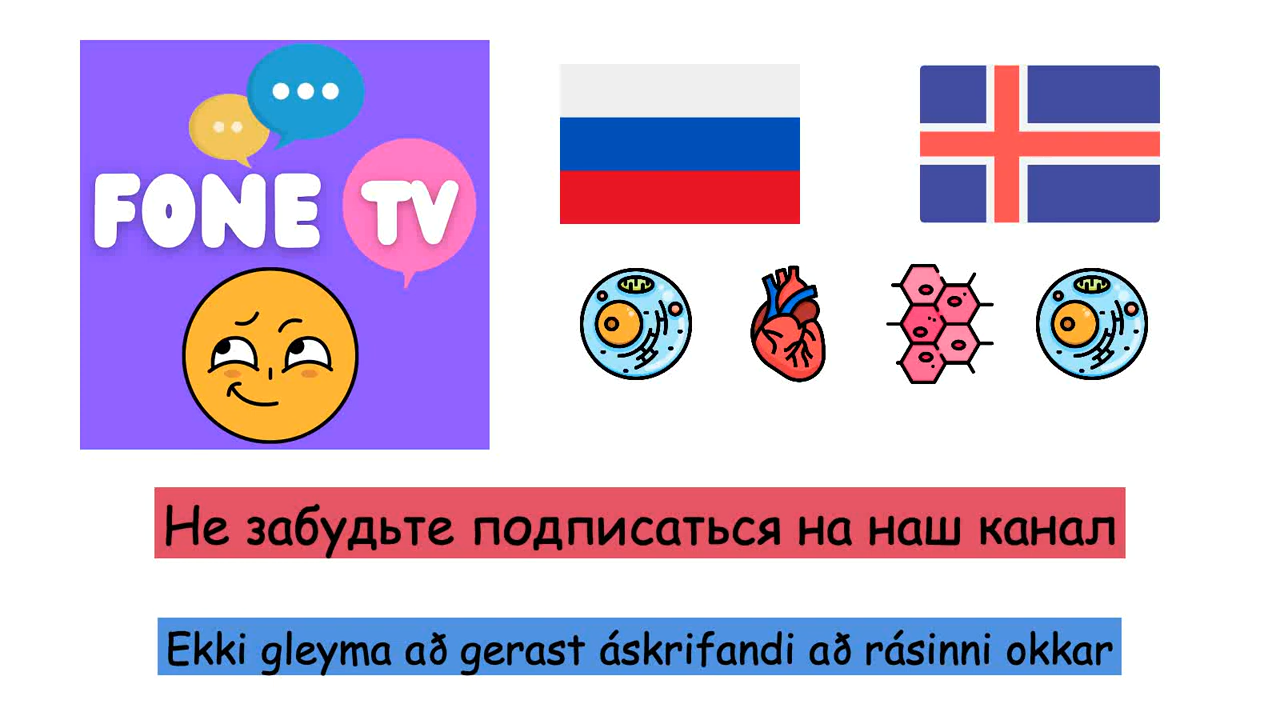 FONE TV
Не забудьте подписаться на наш канал
Ekki gleyma að gerast áskrifandi að rásinni okkar